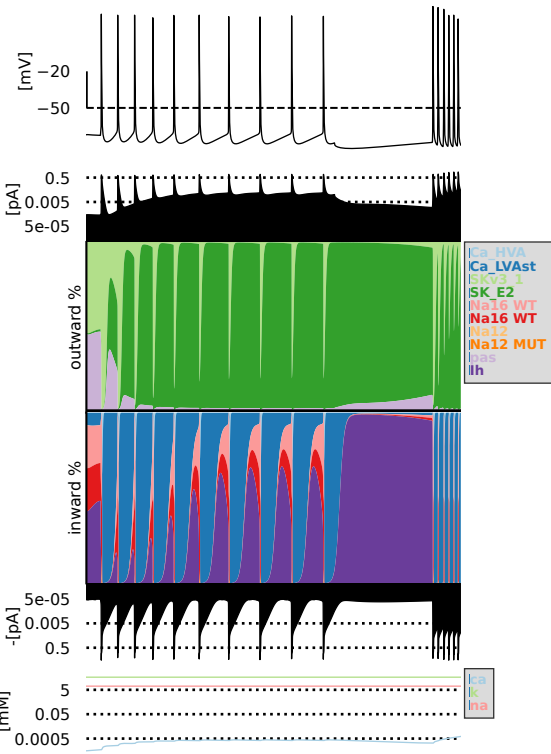 [mV]
−20
−50
[pA]
0.5
0.005
5e-05
outward %
Ca_HVA
Ca_LVAst
SKv3_1
SK_E2
Na16 WT
Na16 WT
Na12
Na12 MUT
pas
Ih
inward %
-[pA]
5e-05
0.005
0.5
[mM]
5
0.05
0.0005
ca
k
na